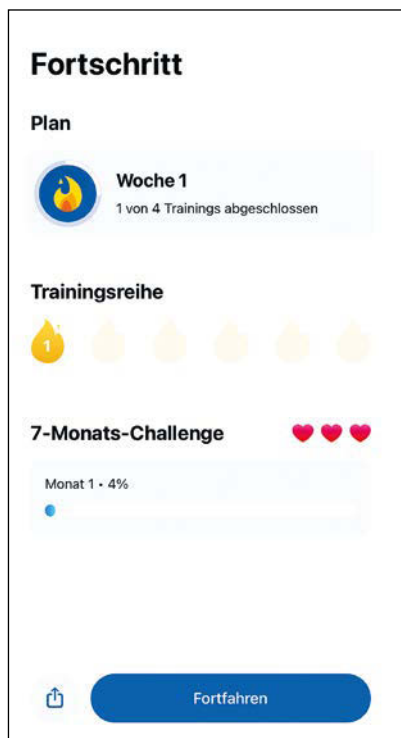 Fortschritt
Plan
Woche 1
1 von 4 Trainings abgeschlossen
Trainingsreihe
1
7-Monats-Challenge
Monat 1 • 4%
Fortfahren